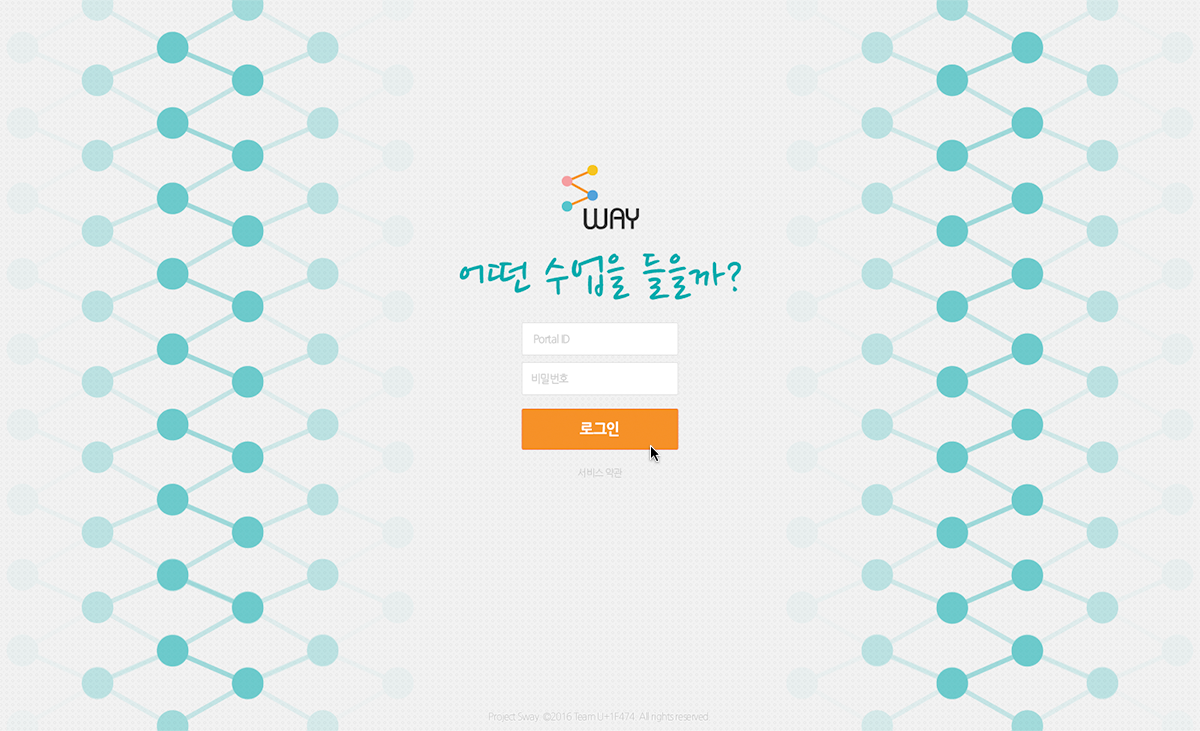 WAY
어떤 수업을 들을까?
Portal ID
비밀번호
로그인
서비스 약관
Project Sway. ©2016 Team U+1F474. All rights reserved.